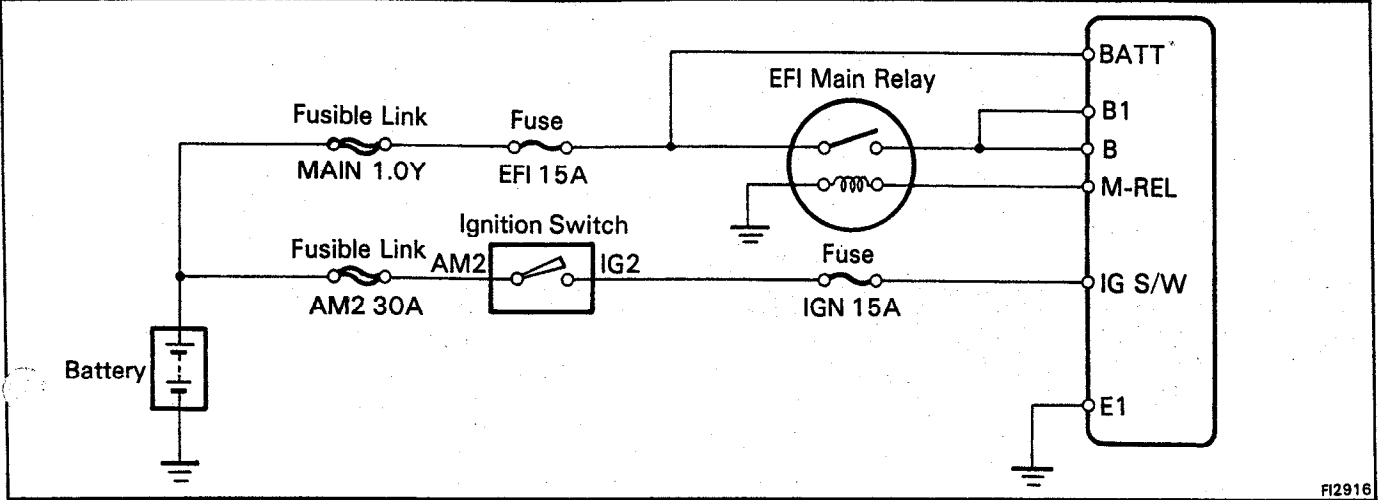 BATT
EFI Main Relay
Fusible Link
Fuse
B1
MAIN 1.0Y
EFI 15A
B
M-REL
Ignition Switch
Fusible Link
AM2
IG2
Fuse
AM2 30A
IGN 15A
IG S/W
Battery
E1
FI2916